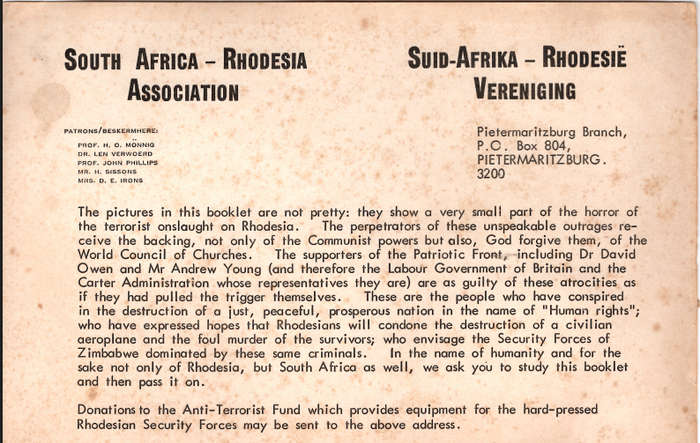 SOUTH AFRICA – RHODESIA
ASSOCIATION
SUID-AFRIKA – RHODESIË
VERENIGING
PATRONS/BESKERMHERE:
PROF. H. O. MÖNNIG
DR. LEN VERWOERD
PROF. JOHN PHILLIPS
MR. H. SISSONS
MRS. D. E. IRONS
Pietermaritzburg Branch,
P.O. Box 804,
PIETERMARITZBURG.
3200
The pictures in this booklet are not pretty: they show a very small part of the horror of
the terrorist onslaught on Rhodesia. The perpetrators of these unspeakable outrages re-
ceive the backing, not only of the Communist powers but also, God forgive them, of the
World Council of Churches. The supporters of the Patriotic Front, including Dr David
Owen and Mr Andrew Young (and therefore the Labour Government of Britain and the
Carter Administration whose representatives they are) are as guilty of these atrocities as
if they had pulled the trigger themselves. These are the people who have conspired
in the destruction of a just, peaceful, prosperous nation in the name of "Human rights";
who have expressed hopes that Rhodesians will condone the destruction of a civilian
aeroplane and the foul murder of the survivors; who envisage the Security Forces of
Zimbabwe dominated by these same criminals. In the name of humanity and for the
sake not only of Rhodesia, but South Africa as well, we ask you to study this booklet
and then pass it on.
Donations to the Anti-Terrorist Fund which provides equipment for the hard-pressed
Rhodesian Security Forces may be sent to the above address.